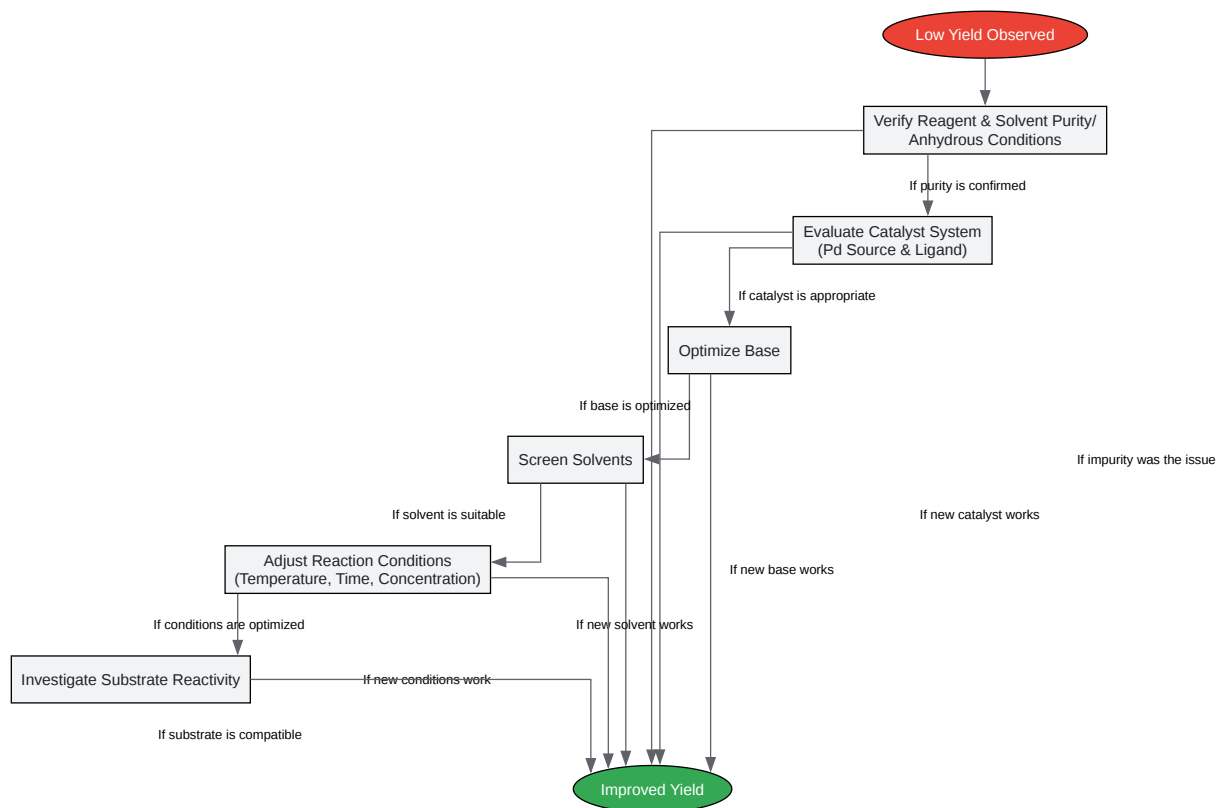 Low Yield Observed
Verify Reagent & Solvent Purity/
Anhydrous Conditions
If purity is confirmed
Evaluate Catalyst System
(Pd Source & Ligand)
If catalyst is appropriate
Optimize Base
If base is optimized
Screen Solvents
If impurity was the issue
If solvent is suitable
If new catalyst works
Adjust Reaction Conditions
(Temperature, Time, Concentration)
If new base works
If conditions are optimized
If new solvent works
Investigate Substrate Reactivity
If new conditions work
If substrate is compatible
Improved Yield